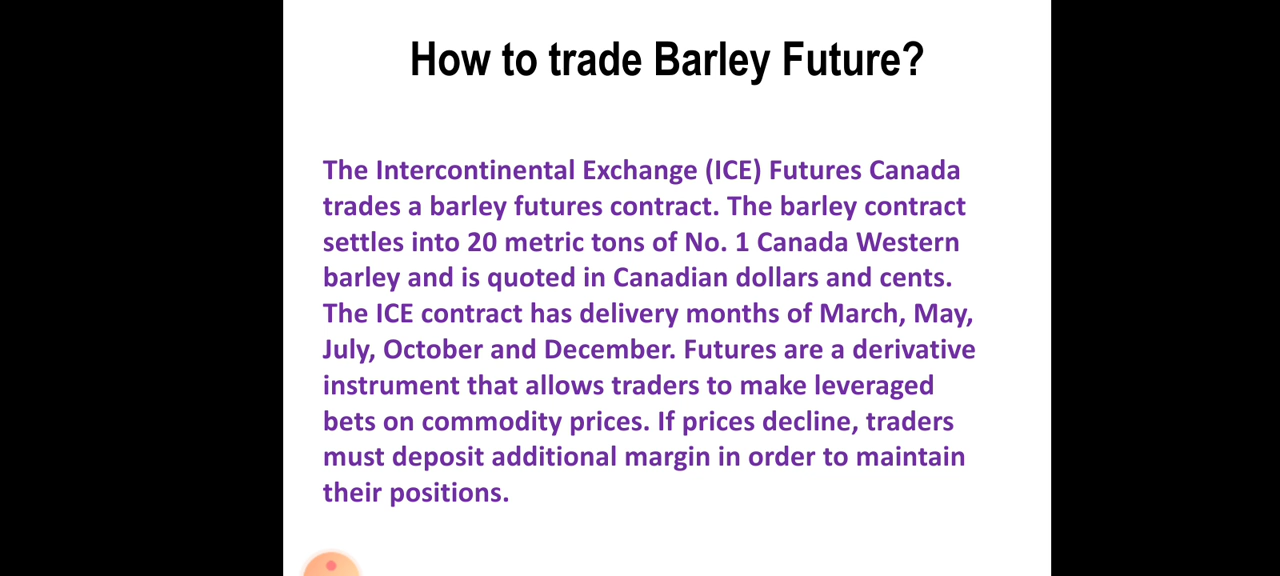 How to trade Barley Future?
The Intercontinental Exchange (ICE) Futures Canada
trades a barley futures contract. The barley contract
settles into 20 metric tons of No. 1 Canada Western
barley and is quoted in Canadian dollars and cents.
The ICE contract has delivery months of March, May,
July, October and December. Futures are a derivative
instrument that allows traders to make leveraged
bets on commodity prices. If prices decline, traders
must deposit additional margin in order to maintain
their positions.